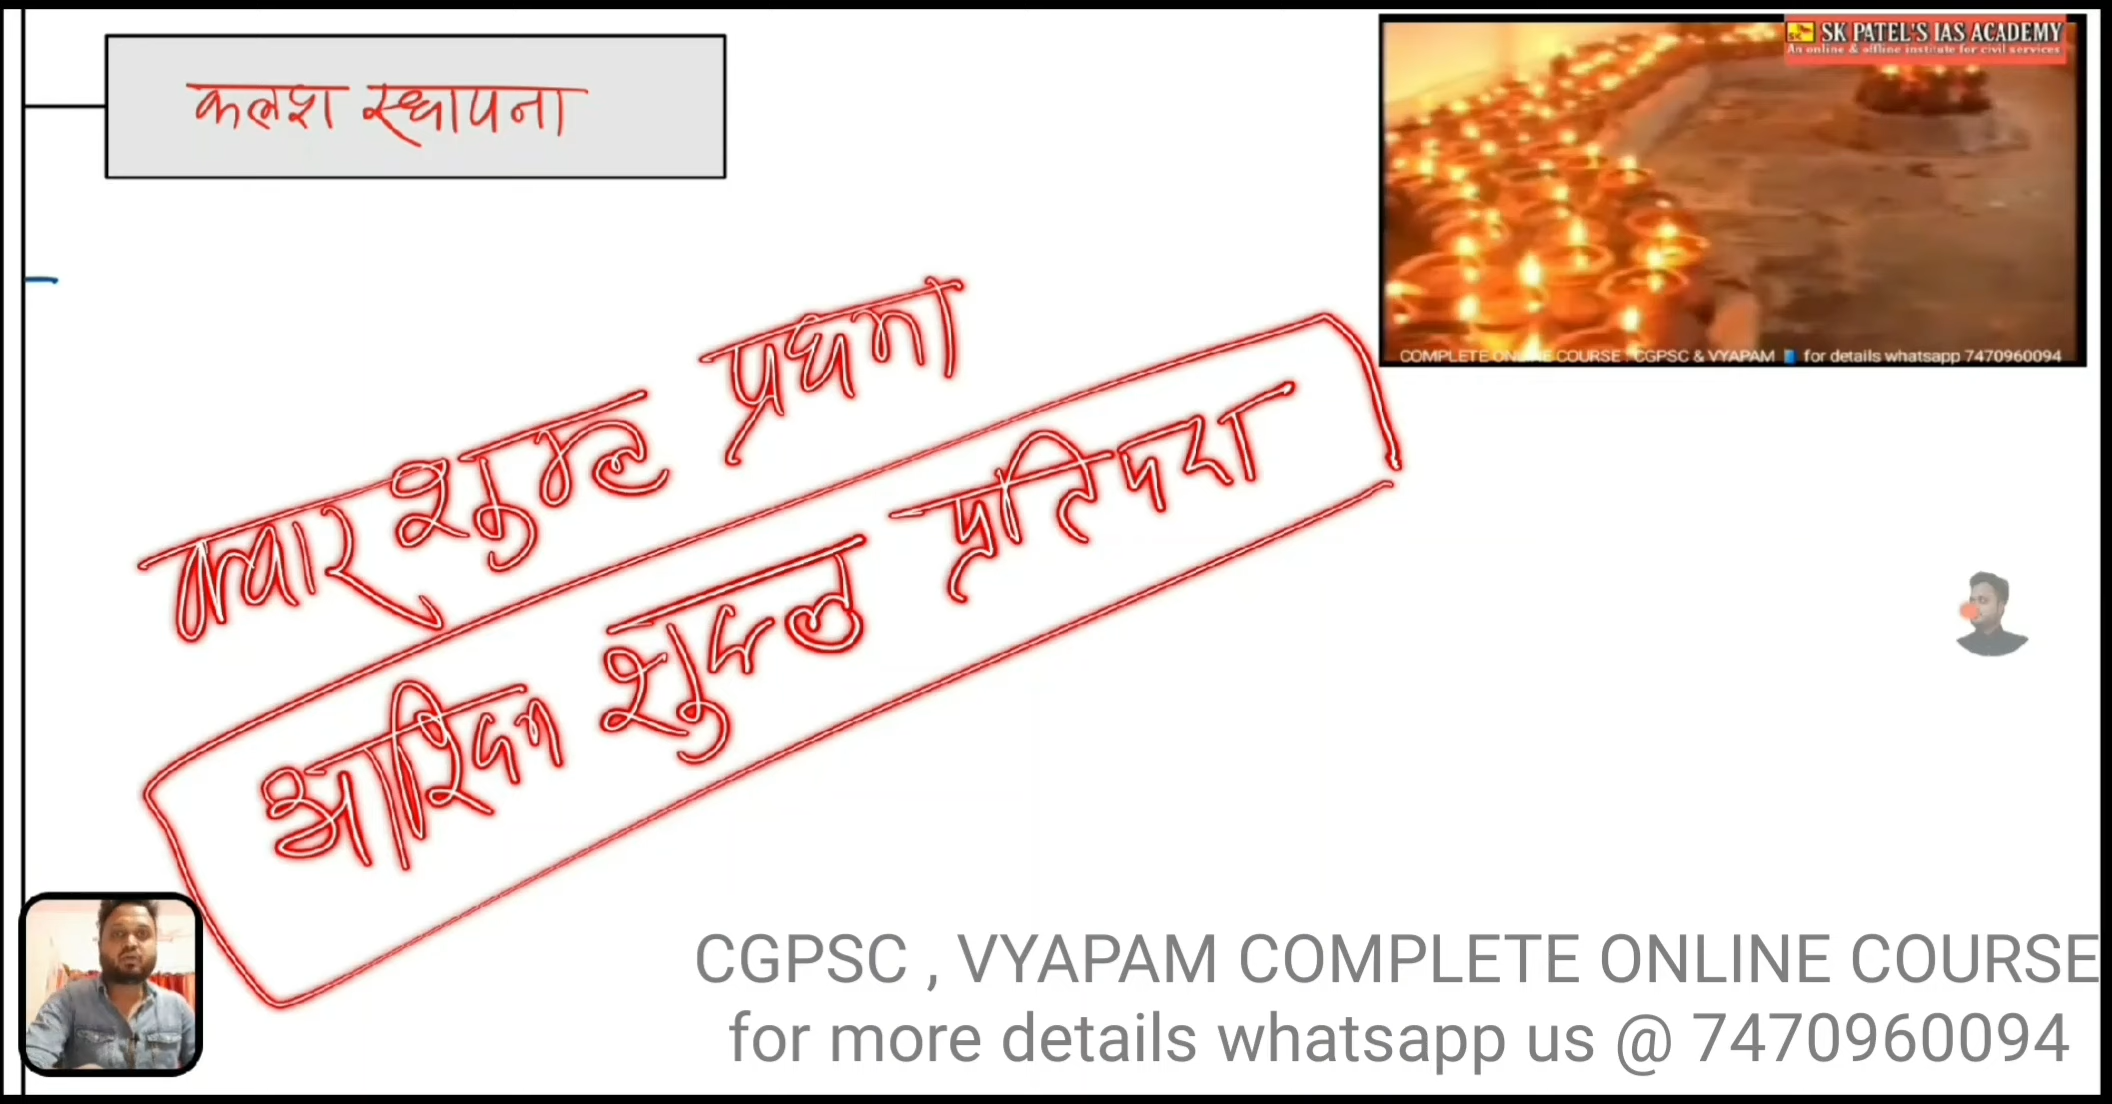 कलश स्थापना
SK PATEL'S IAS ACADEMY
An online & offline institute for civil services
COMPLETE ONLINE COURSE : CGPSC & VYAPAM for details whatsapp 7470960094
क्वार शुक्ल प्रथमा
आश्विन शुक्ल प्रतिपदा
CGPSC , VYAPAM COMPLETE ONLINE COURSE
for more details whatsapp us @ 7470960094